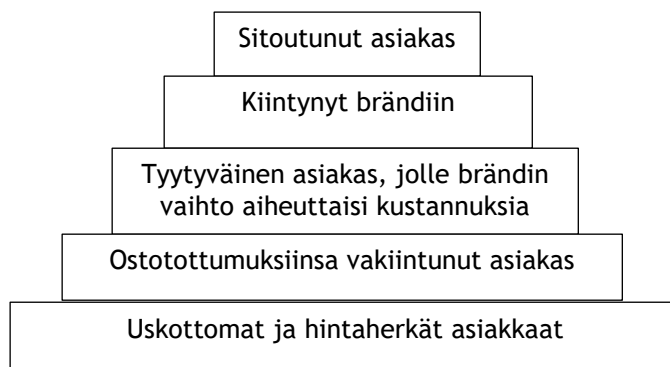 Sitoutunut asiakas
Kiintynyt brändiin
Tyytyväinen asiakas, jolle brändin
vaihto aiheuttaisi kustannuksia
Ostotottumuksiinsa vakiintunut asiakas
Uskottomat ja hintaherkät asiakkaat